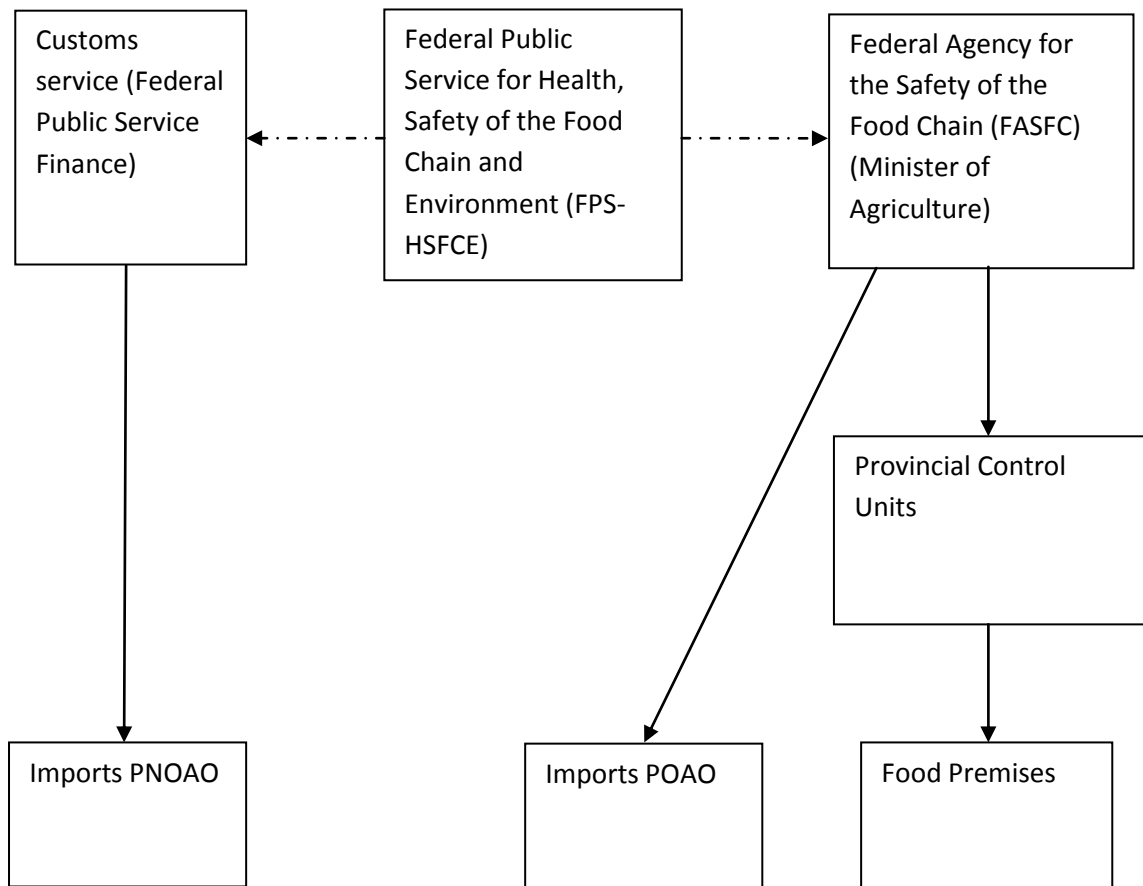 Customs
service (Federal
Public Service
Finance)
Federal Public
Service for Health,
Safety of the Food
Chain and
Environment (FPS-
HSFCE)
Federal Agency for
the Safety of the
Food Chain (FASFC)
(Minister of
Agriculture)
Provincial Control
Units
Imports PNOAO
Imports POAO
Food Premises